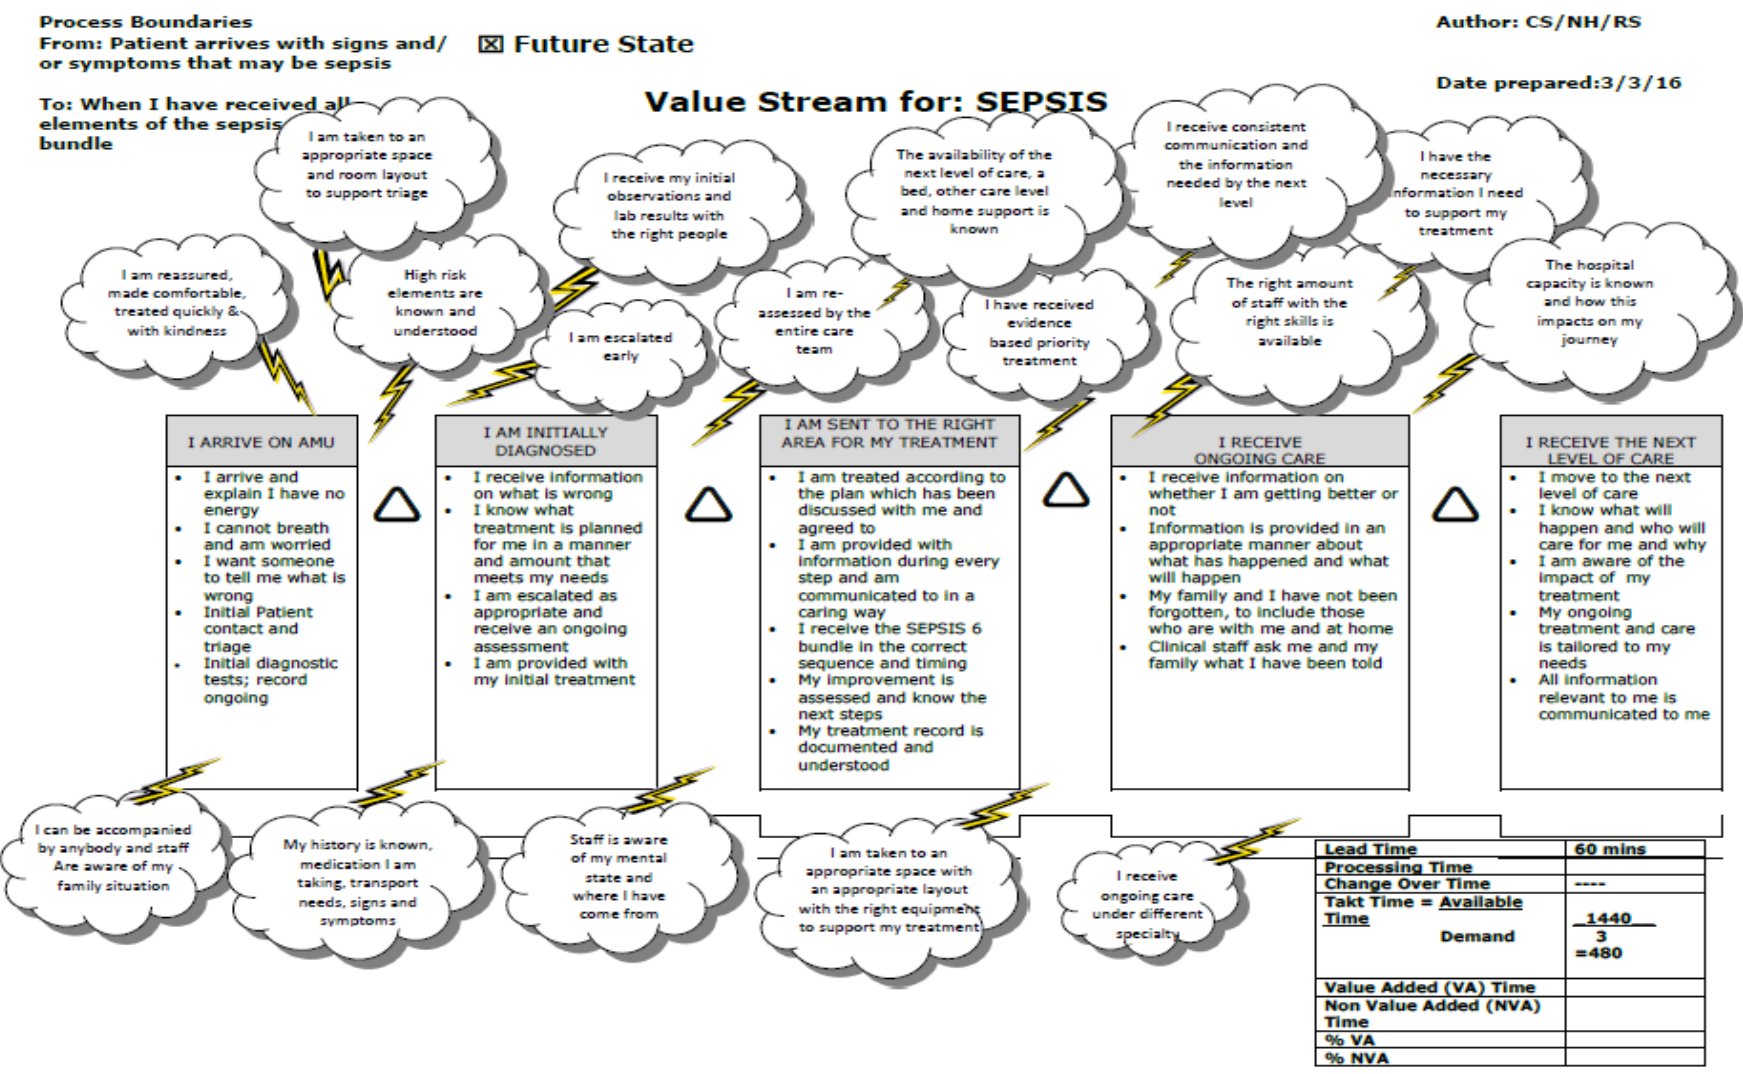 Process Boundaries
From: Patient arrives with signs and/
or symptoms that may be sepsis
To: When I have received all
elements of the sepsis
bundle
☒ Future State
Value Stream for: SEPSIS
Author: CS/NH/RS
Date prepared:3/3/16
I am taken to an
appropriate space
and room layout
to support triage
I receive my initial
observations and
lab results with
the right people
The availability of the
next level of care, a
bed, other care level
and home support is
known
I receive consistent
communication and
the information
needed by the next
level
I have the
necessary
information I need
to support my
treatment
I am reassured,
made comfortable,
treated quickly &
with kindness
High risk
elements are
known and
understood
I am escalated
early
I am re-
assessed by the
entire care
team
I have received
evidence
based priority
treatment
The right amount
of staff with the
right skills is
available
The hospital
capacity is known
and how this
impacts on my
journey
I ARRIVE ON AMU
• I arrive and
explain I have no
energy
• I cannot breath
and am worried
• I want someone
to tell me what is
wrong
• Initial Patient
contact and
triage
• Initial diagnostic
tests; record
ongoing
I AM INITIALLY
DIAGNOSED
• I receive information
on what is wrong
• I know what
treatment is planned
for me in a manner
and amount that
meets my needs
• I am escalated as
appropriate and
receive an ongoing
assessment
• I am provided with
my initial treatment
I AM SENT TO THE RIGHT
AREA FOR MY TREATMENT
• I am treated according to
the plan which has been
discussed with me and
agreed to
• I am provided with
information during every
step and am
communicated to in a
caring way
• I receive the SEPSIS 6
bundle in the correct
sequence and timing
• My improvement is
assessed and know the
next steps
• My treatment record is
documented and
understood
I RECEIVE
ONGOING CARE
• I receive information on
whether I am getting better or
not
• Information is provided in an
appropriate manner about
what has happened and what
will happen
• My family and I have not been
forgotten, to include those
who are with me and at home
• Clinical staff ask me and my
family what I have been told
I RECEIVE THE NEXT
LEVEL OF CARE
• I move to the next
level of care
• I know what will
happen and who will
care for me and why
• I am aware of the
impact of my
treatment
• My ongoing
treatment and care
is tailored to my
needs
• All information
relevant to me is
communicated to me
I can be accompanied
by anybody and staff
Are aware of my
family situation
My history is known,
medication I am
taking, transport
needs, signs and
symptoms
Staff is aware
of my mental
state and
where I have
come from
I am taken to an
appropriate space with
an appropriate layout
with the right equipment
to support my treatment
I receive
ongoing care
under different
specialty
Lead Time 60 mins
Processing Time
Change Over Time ----
Takt Time = Available
Time _1440__
Demand 3
=480
Value Added (VA) Time
Non Value Added (NVA)
Time
% VA
% NVA